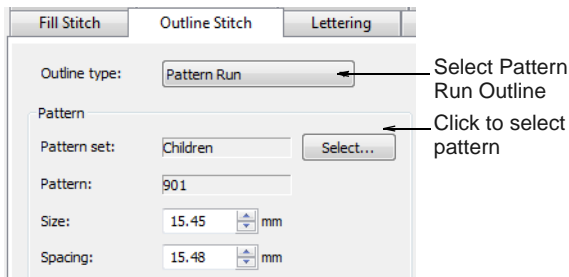 Fill Stitch Outline Stitch Lettering
Outline type: Pattern Run
Select Pattern
Run Outline
Pattern
Click to select
pattern
Pattern set: Children Select...
Pattern: 901
Size: 15.45 mm
Spacing: 15.48 mm